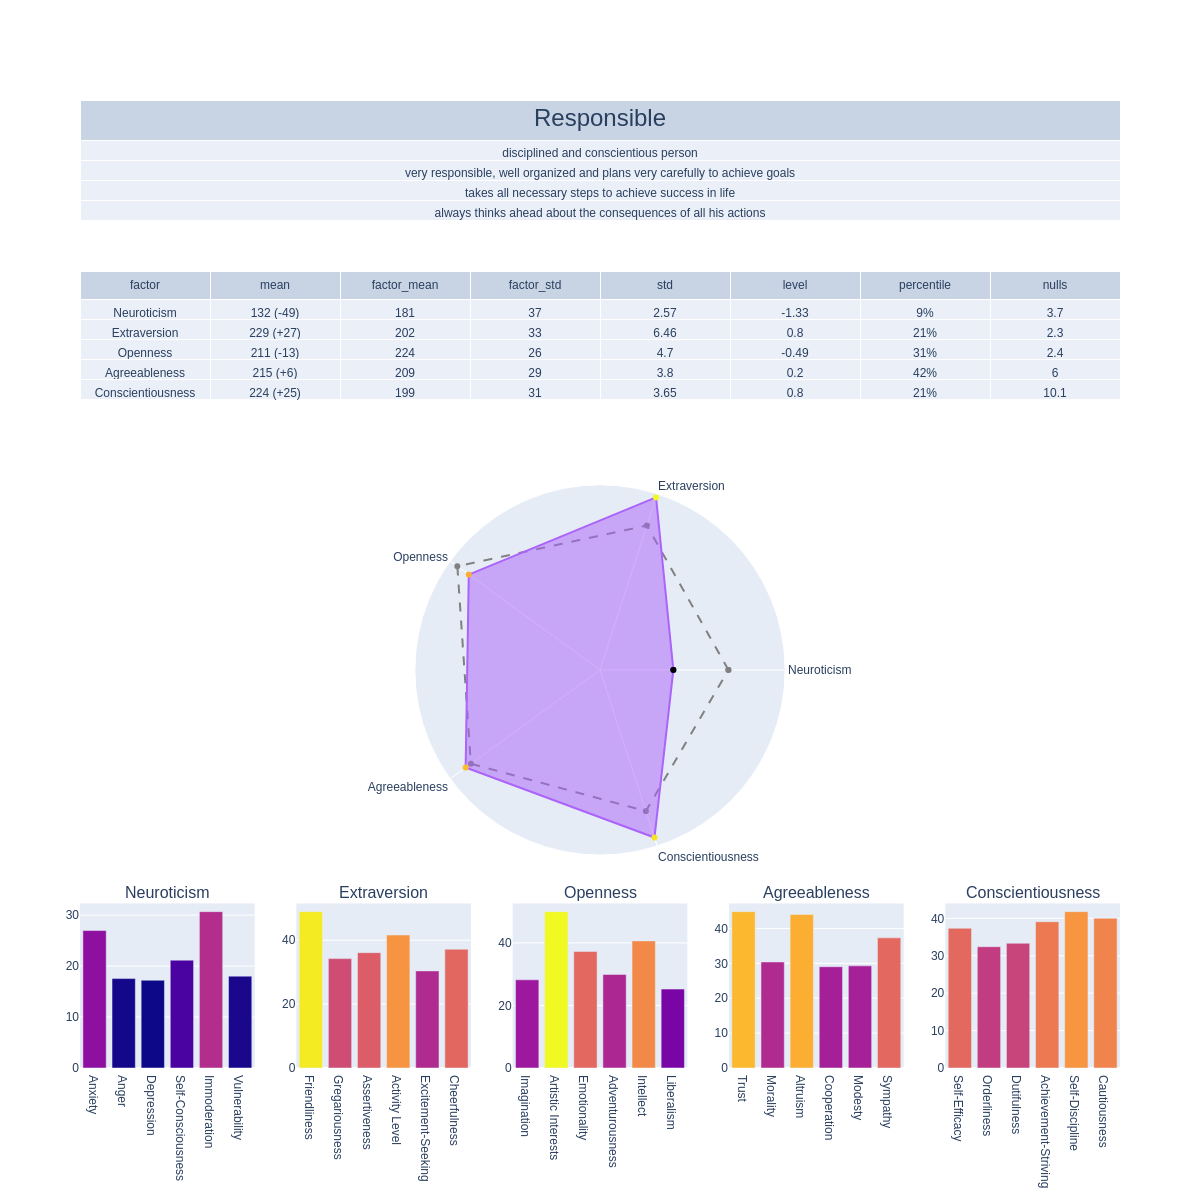 Responsible
disciplined and conscientious person
very responsible, well organized and plans very carefully to achieve goals
takes all necessary steps to achieve success in life
always thinks ahead about the consequences of all his actions
factor mean factor_mean factor_std std level percentile nulls
Neuroticism 132 (-49) 181 37 2.57 -1.33 9% 3.7
Extraversion 229 (+27) 202 33 6.46 0.8 21% 2.3
Openness 211 (-13) 224 26 4.7 -0.49 31% 2.4
Agreeableness 215 (+6) 209 29 3.8 0.2 42% 6
Conscientiousness 224 (+25) 199 31 3.65 0.8 21% 10.1
Extraversion
Openness
Neuroticism
Agreeableness
Conscientiousness
Neuroticism
30
20
10
0
Anxiety
Anger
Depression
Self-Consciousness
Immoderation
Vulnerability
Extraversion
40
20
0
Friendliness
Gregariousness
Assertiveness
Activity Level
Excitement-Seeking
Cheerfulness
Openness
40
20
0
Imagination
Artistic Interests
Emotionality
Adventurousness
Intellect
Liberalism
Agreeableness
40
30
20
10
0
Trust
Morality
Altruism
Cooperation
Modesty
Sympathy
Conscientiousness
40
30
20
10
0
Self-Efficacy
Orderliness
Dutifulness
Achievement-Striving
Self-Discipline
Cautiousness